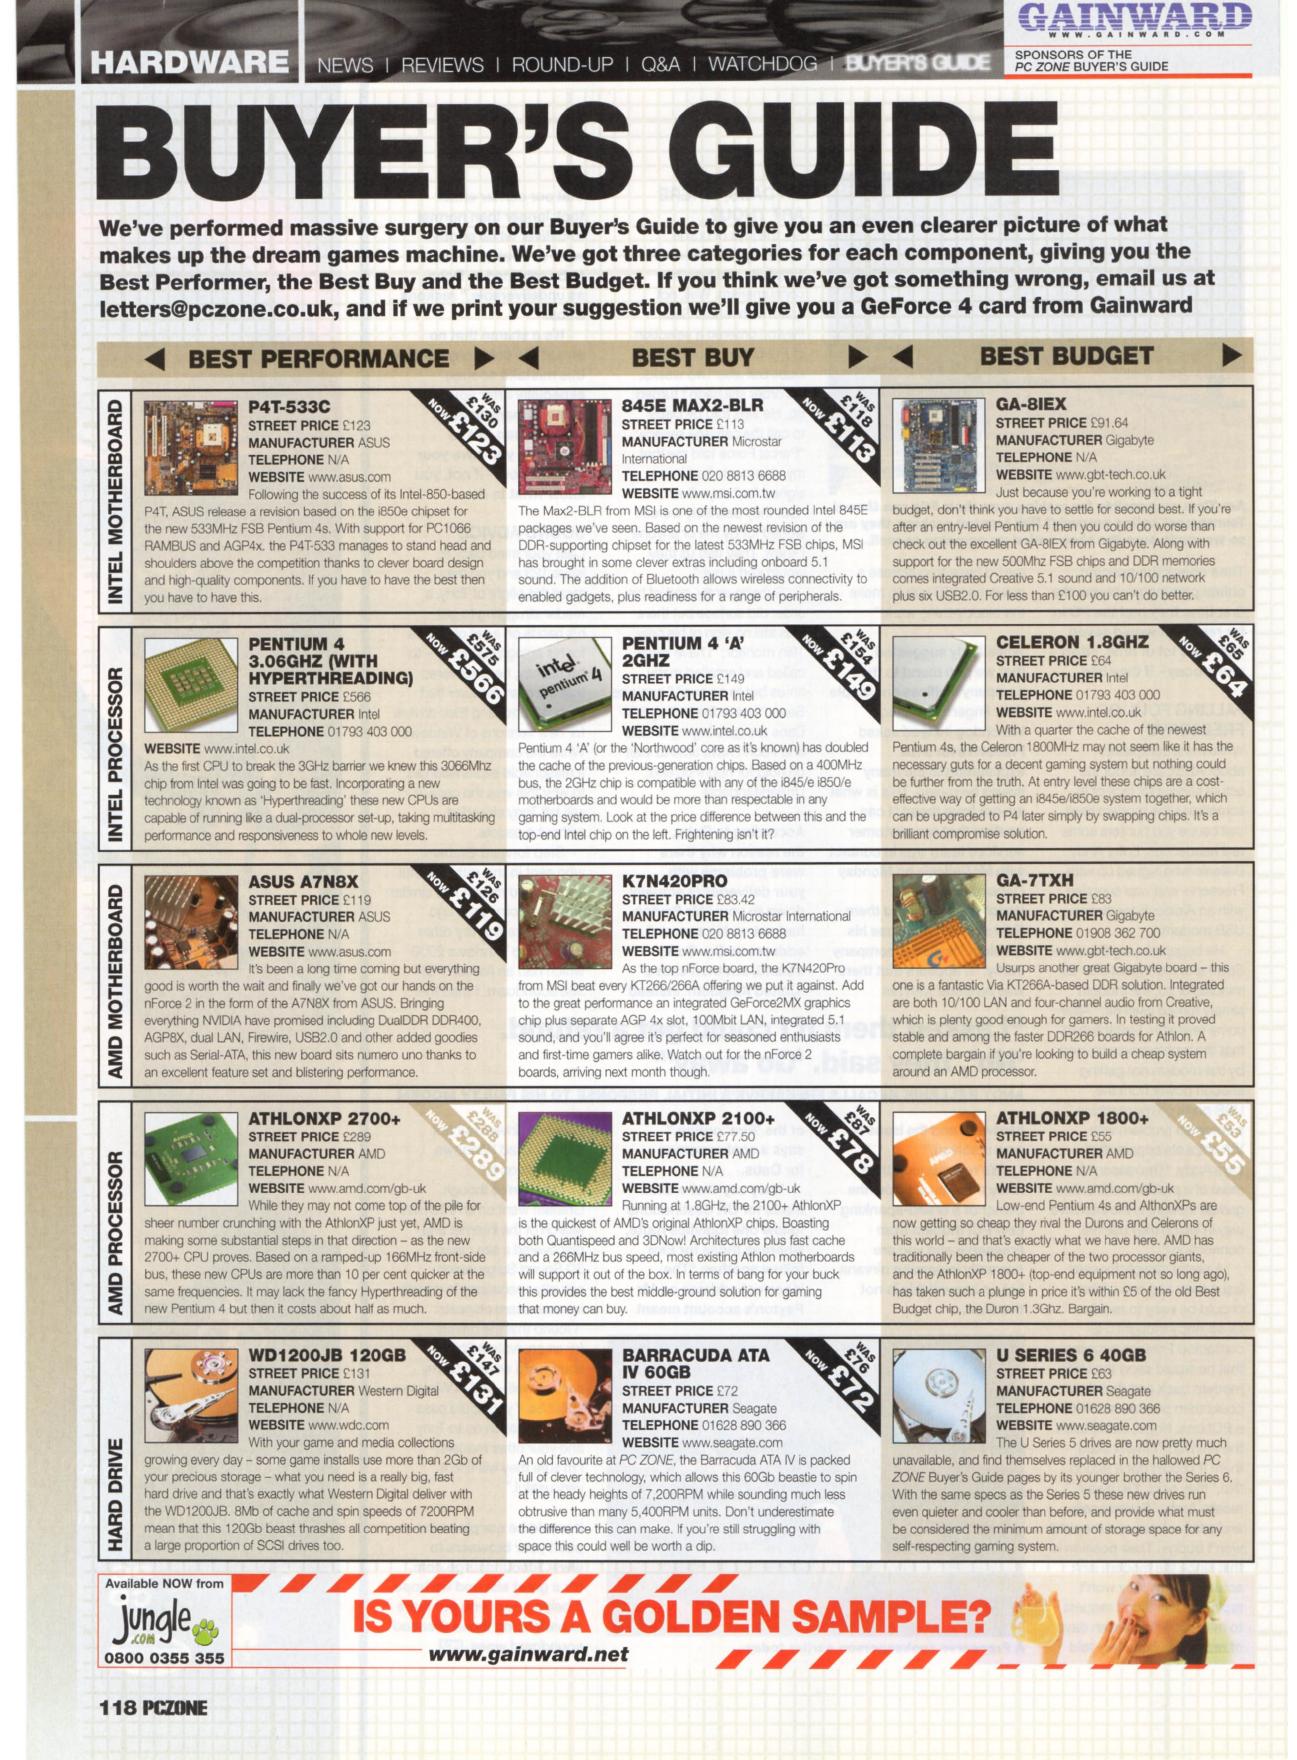 GAINWARD
WWW.GAINWARD.COM
SPONSORS OF THE
PC ZONE BUYER'S GUIDE
HARDWARE
NEWS | REVIEWS | ROUND-UP | Q&A | WATCHDOG | BUYER'S GUIDE
BUYER'S GUIDE
We've performed massive surgery on our Buyer's Guide to give you an even clearer picture of what
makes up the dream games machine. We've got three categories for each component, giving you the
Best Performer, the Best Buy and the Best Budget. If you think we've got something wrong, email us at
letters@pczone.co.uk, and if we print your suggestion we'll give you a GeForce 4 card from Gainward
BEST PERFORMANCE
BEST BUY
BEST BUDGET
INTEL MOTHERBOARD
P4T-533C
STREET PRICE £123
MANUFACTURER ASUS
TELEPHONE N/A
WEBSITE www.asus.com
Following the success of its Intel-850-based
P4T, ASUS release a revision based on the i850e chipset for
the new 533MHz FSB Pentium 4s. With support for PC1066
RAMBUS and AGP4x. the P4T-533 manages to stand head and
shoulders above the competition thanks to clever board design
and high-quality components. If you have to have the best then
you have to have this.
WAS
£130
NOW £123
845E MAX2-BLR
STREET PRICE £113
MANUFACTURER Microstar
International
TELEPHONE 020 8813 6688
WEBSITE www.msi.com.tw
The Max2-BLR from MSI is one of the most rounded Intel 845E
packages we've seen. Based on the newest revision of the
DDR-supporting chipset for the latest 533MHz FSB chips, MSI
has brought in some clever extras including onboard 5.1
sound. The addition of Bluetooth allows wireless connectivity to
enabled gadgets, plus readiness for a range of peripherals.
WAS
£118
NOW £113
GA-8IEX
STREET PRICE £91.64
MANUFACTURER Gigabyte
TELEPHONE N/A
WEBSITE www.gbt-tech.co.uk
Just because you're working to a tight
budget, don't think you have to settle for second best. If you're
after an entry-level Pentium 4 then you could do worse than
check out the excellent GA-8IEX from Gigabyte. Along with
support for the new 500Mhz FSB chips and DDR memories
comes integrated Creative 5.1 sound and 10/100 network
plus six USB2.0. For less than £100 you can't do better.
INTEL PROCESSOR
PENTIUM 4
3.06GHZ (WITH
HYPERTHREADING)
STREET PRICE £566
MANUFACTURER Intel
TELEPHONE 01793 403 000
WEBSITE www.intel.co.uk
As the first CPU to break the 3GHz barrier we knew this 3066Mhz
chip from Intel was going to be fast. Incorporating a new
technology known as 'Hyperthreading' these new CPUs are
capable of running like a dual-processor set-up, taking multitasking
performance and responsiveness to whole new levels.
WAS
£575
NOW £566
intel
pentium 4
PENTIUM 4 'A'
2GHZ
STREET PRICE £149
MANUFACTURER Intel
TELEPHONE 01793 403 000
WEBSITE www.intel.co.uk
Pentium 4 'A' (or the 'Northwood' core as it's known) has doubled
the cache of the previous-generation chips. Based on a 400MHz
bus, the 2GHz chip is compatible with any of the i845/e i850/e
motherboards and would be more than respectable in any
gaming system. Look at the price difference between this and the
top-end Intel chip on the left. Frightening isn't it?
WAS
£154
NOW £149
CELERON 1.8GHZ
STREET PRICE £64
MANUFACTURER Intel
TELEPHONE 01793 403 000
WEBSITE www.intel.co.uk
With a quarter the cache of the newest
Pentium 4s, the Celeron 1800MHz may not seem like it has the
necessary guts for a decent gaming system but nothing could
be further from the truth. At entry level these chips are a cost-
effective way of getting an i845e/i850e system together, which
can be upgraded to P4 later simply by swapping chips. It's a
brilliant compromise solution.
WAS
£65
NOW £64
AMD MOTHERBOARD
ASUS A7N8X
STREET PRICE £119
MANUFACTURER ASUS
TELEPHONE N/A
WEBSITE www.asus.com
It's been a long time coming but everything
good is worth the wait and finally we've got our hands on the
nForce 2 in the form of the A7N8X from ASUS. Bringing
everything NVIDIA have promised including DualDDR DDR400,
AGP8X, dual LAN, Firewire, USB2.0 and other added goodies
such as Serial-ATA, this new board sits numero uno thanks to
an excellent feature set and blistering performance.
WAS
£126
NOW £119
K7N420PRO
STREET PRICE £83.42
MANUFACTURER Microstar International
TELEPHONE 020 8813 6688
WEBSITE www.msi.com.tw
As the top nForce board, the K7N420Pro
from MSI beat every KT266/266A offering we put it against. Add
to the great performance an integrated GeForce2MX graphics
chip plus separate AGP 4x slot, 100Mbit LAN, integrated 5.1
sound, and you'll agree it's perfect for seasoned enthusiasts
and first-time gamers alike. Watch out for the nForce 2
boards, arriving next month though.
GA-7TXH
STREET PRICE £83
MANUFACTURER Gigabyte
TELEPHONE 01908 362 700
WEBSITE www.gbt-tech.co.uk
Usurps another great Gigabyte board – this
one is a fantastic Via KT266A-based DDR solution. Integrated
are both 10/100 LAN and four-channel audio from Creative,
which is plenty good enough for gamers. In testing it proved
stable and among the faster DDR266 boards for Athlon. A
complete bargain if you're looking to build a cheap system
around an AMD processor.
AMD PROCESSOR
ATHLONXP 2700+
STREET PRICE £289
MANUFACTURER AMD
TELEPHONE N/A
WEBSITE www.amd.com/gb-uk
While they may not come top of the pile for
sheer number crunching with the AthlonXP just yet, AMD is
making some substantial steps in that direction – as the new
2700+ CPU proves. Based on a ramped-up 166MHz front-side
bus, these new CPUs are more than 10 per cent quicker at the
same frequencies. It may lack the fancy Hyperthreading of the
new Pentium 4 but then it costs about half as much.
WAS
£288
NOW £289
ATHLONXP 2100+
STREET PRICE £77.50
MANUFACTURER AMD
TELEPHONE N/A
WEBSITE www.amd.com/gb-uk
Running at 1.8GHz, the 2100+ AthlonXP
is the quickest of AMD's original AthlonXP chips. Boasting
both Quantispeed and 3DNow! Architectures plus fast cache
and a 266MHz bus speed, most existing Athlon motherboards
will support it out of the box. In terms of bang for your buck
this provides the best middle-ground solution for gaming
that money can buy.
WAS
£87
NOW £78
AMD
ATHLONXP 1800+
STREET PRICE £55
MANUFACTURER AMD
TELEPHONE N/A
WEBSITE www.amd.com/gb-uk
Low-end Pentium 4s and AthlonXPs are
now getting so cheap they rival the Durons and Celerons of
this world – and that's exactly what we have here. AMD has
traditionally been the cheaper of the two processor giants,
and the AthlonXP 1800+ (top-end equipment not so long ago),
has taken such a plunge in price it's within £5 of the old Best
Budget chip, the Duron 1.3Ghz. Bargain.
WAS
£53
NOW £55
HARD DRIVE
WD1200JB 120GB
STREET PRICE £131
MANUFACTURER Western Digital
TELEPHONE N/A
WEBSITE www.wdc.com
With your game and media collections
growing every day – some game installs use more than 2Gb of
your precious storage – what you need is a really big, fast
hard drive and that's exactly what Western Digital deliver with
the WD1200JB. 8Mb of cache and spin speeds of 7200RPM
mean that this 120Gb beast thrashes all competition beating
a large proportion of SCSI drives too.
WAS
£147
NOW £131
BARRACUDA ATA
IV 60GB
STREET PRICE £72
MANUFACTURER Seagate
TELEPHONE 01628 890 366
WEBSITE www.seagate.com
An old favourite at PC ZONE, the Barracuda ATA IV is packed
full of clever technology, which allows this 60Gb beastie to spin
at the heady heights of 7,200RPM while sounding much less
obtrusive than many 5,400RPM units. Don't underestimate
the difference this can make. If you're still struggling with
space this could well be worth a dip.
WAS
£76
NOW £72
U SERIES 6 40GB
STREET PRICE £63
MANUFACTURER Seagate
TELEPHONE 01628 890 366
WEBSITE www.seagate.com
The U Series 5 drives are now pretty much
unavailable, and find themselves replaced in the hallowed PC
ZONE Buyer's Guide pages by its younger brother the Series 6.
With the same specs as the Series 5 these new drives run
even quieter and cooler than before, and provide what must
be considered the minimum amount of storage space for any
self-respecting gaming system.
Available NOW from
jungle
.com
0800 0355 355
IS YOURS A GOLDEN SAMPLE?
www.gainward.net
118 PCZONE